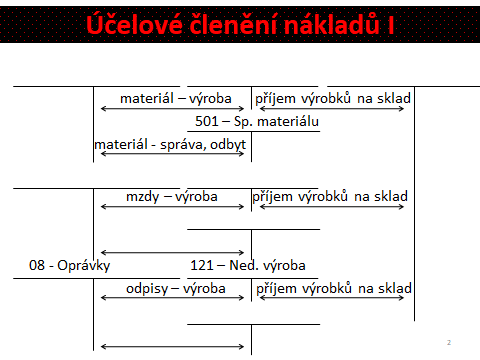 Účelové členění nákladů I
materiál – výroba příjem výrobků na sklad
501 – Sp. materiálu
materiál - správa, odbyt
mzdy – výroba příjem výrobků na sklad
08 - Oprávky 121 – Ned. výroba
odpisy – výroba příjem výrobků na sklad
2